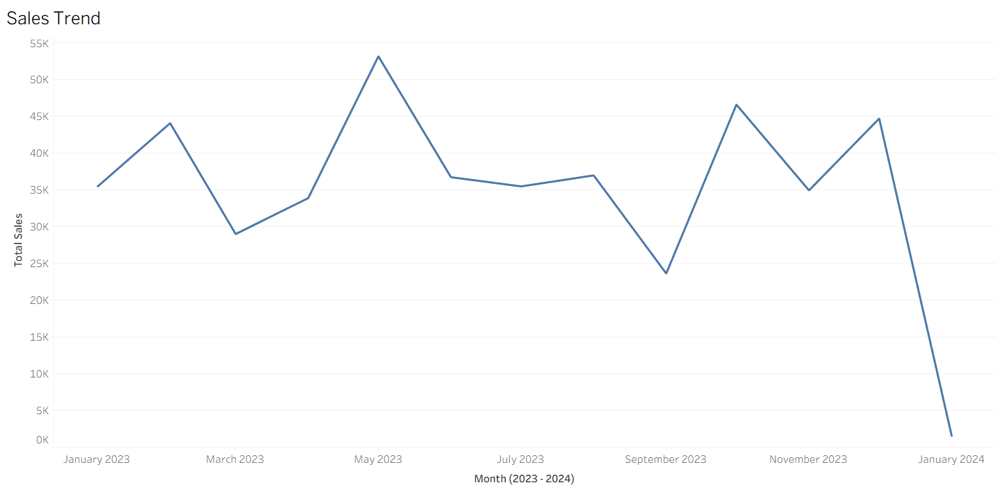 Sales Trend
55K
50K
45K
40K
35K
30K
25K
20K
15K
10K
5K
0K
Total Sales
January 2023 March 2023 May 2023 July 2023 September 2023 November 2023 January 2024
Month (2023 - 2024)